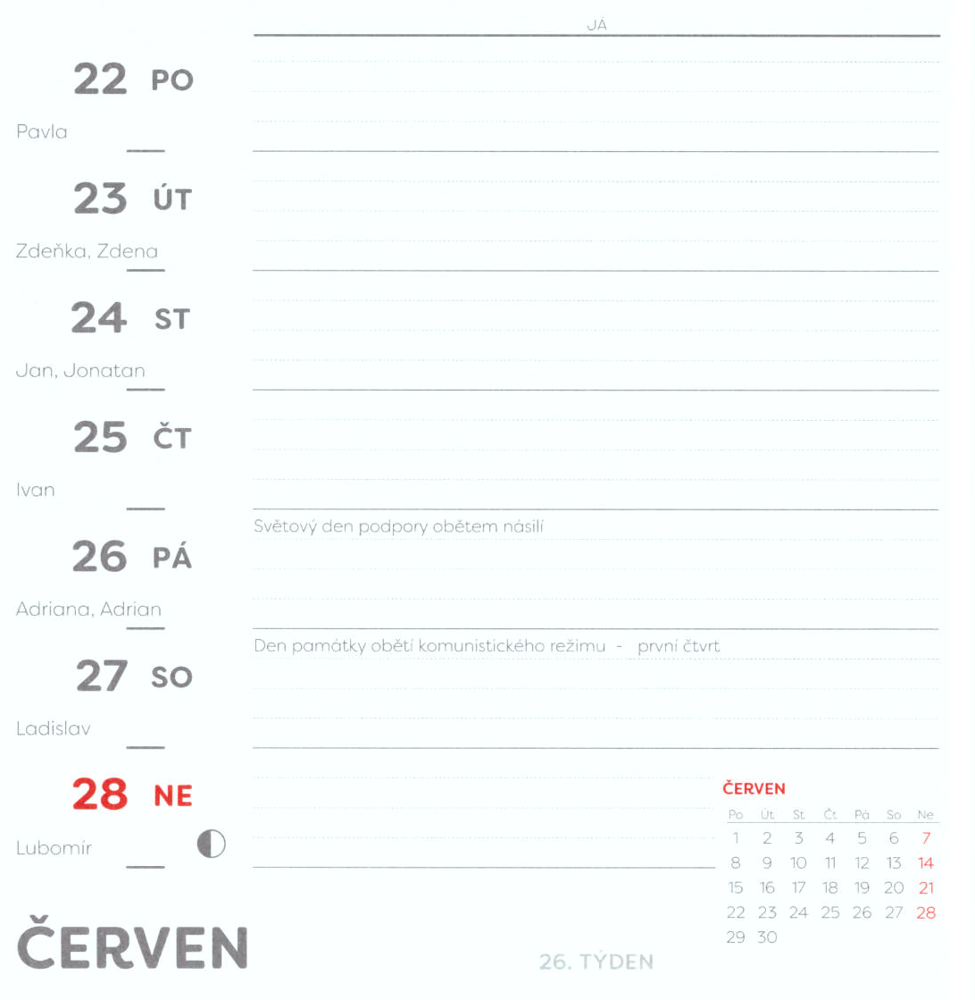 JÁ
22 PO
Pavla
23 ÚT
Zdeňka, Zdena
24 ST
Jan, Jonatan
25 ČT
Ivan
Světový den podpory obětem násilí
26 PÁ
Adriana, Adrian
Den památky obětí komunistického režimu - první čtvrt
27 SO
Ladislav
28 NE
Lubomír
ČERVEN
Po Út St Čt Pá So Ne
1 2 3 4 5 6 7
8 9 10 11 12 13 14
15 16 17 18 19 20 21
22 23 24 25 26 27 28
29 30
ČERVEN
26. TÝDEN